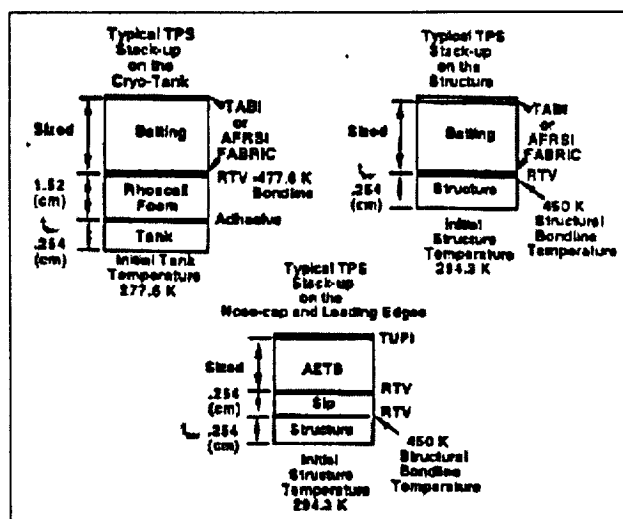 Typical TPS
Stack-up
on the
Cryo-Tank
Sized
Batting
TABI
or
AFRSI
FABRIC
RTV 477.6 K
Bondline
1.52
(cm)
Foam
Adhesive
.254
(cm)
Tank
Initial Tank
Temperature
277.6 K
Typical TPS
Stack-up
on the
Structure
Sized
Batting
TABI
or
AFRSI
FABRIC
RTV
.254
(cm)
Structure
450 K
Structural
Bondline
Temperature
Initial
Structure
Temperature
294.3 K
Typical TPS
Stack-up
on the
Nose-cap and Leading Edges
TUFI
Sized
AETB
RTV
.254
(cm)
Sip
RTV
.254
(cm)
Structure
450 K
Structural
Bondline
Temperature
Initial
Structure
Temperature
294.3 K